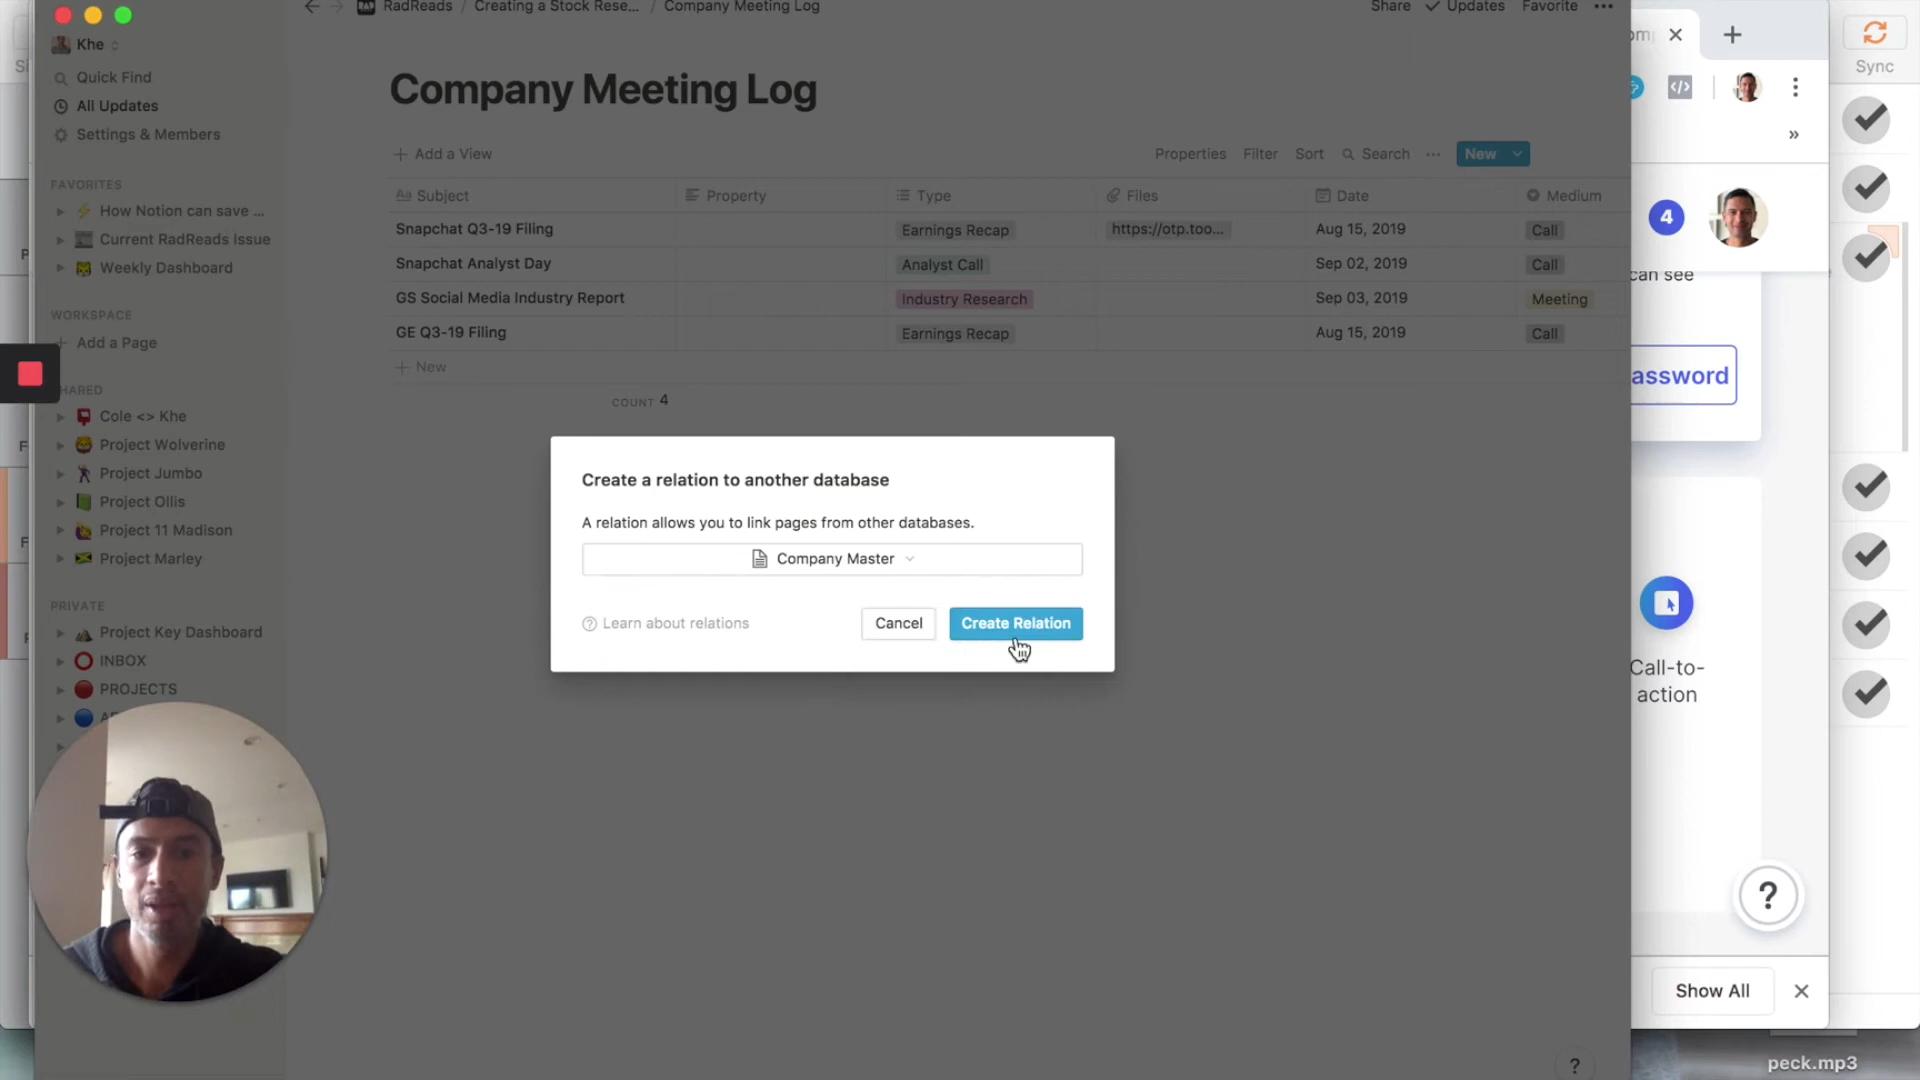 RadReads / Creating a Stock Rese... / Company Meeting Log
Share Updates Favorite
Khe
Quick Find
All Updates
Settings & Members
FAVORITES
How Notion can save ...
Current RadReads Issue
Weekly Dashboard
WORKSPACE
Add a Page
HARED
Cole <> Khe
Project Wolverine
Project Jumbo
Project Ollis
Project 11 Madison
Project Marley
PRIVATE
Project Key Dashboard
INBOX
PROJECTS
Company Meeting Log
Add a View
Properties Filter Sort Search New
Subject Property Type Files Date Medium
Snapchat Q3-19 Filing Earnings Recap https://otp.too... Aug 15, 2019 Call
Snapchat Analyst Day Analyst Call Sep 02, 2019 Call
GS Social Media Industry Report Industry Research Sep 03, 2019 Meeting
GE Q3-19 Filing Earnings Recap Aug 15, 2019 Call
New
COUNT 4
Create a relation to another database
A relation allows you to link pages from other databases.
Company Master
Learn about relations
Cancel
Create Relation
?
Sync
4
can see
assword
Call-to-
action
?
Show All
peck.mp3